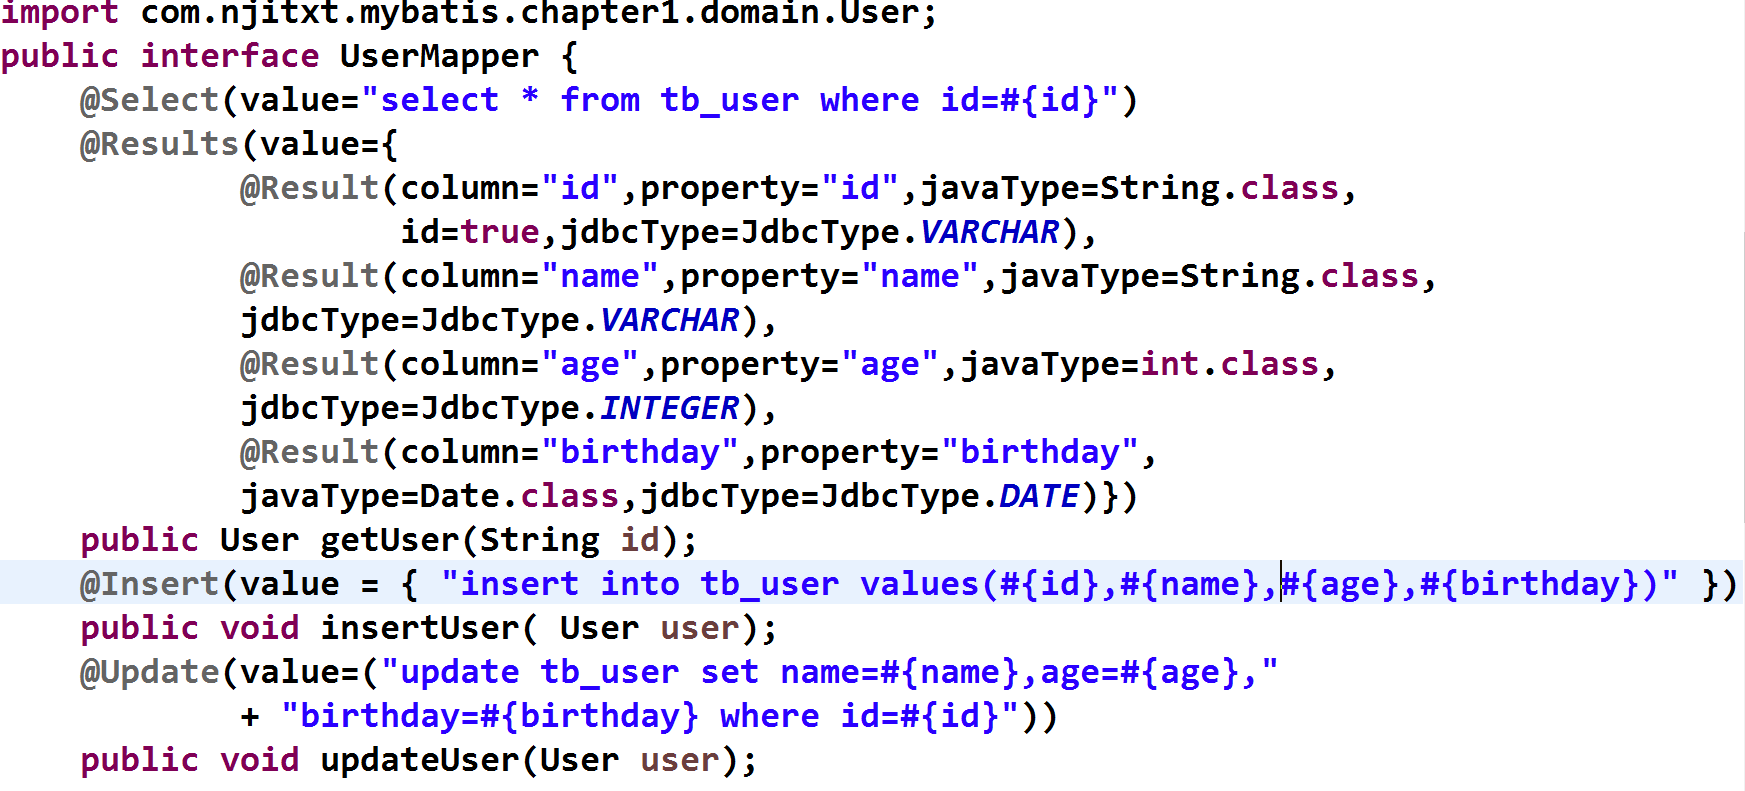 import com.njitxt.mybatis.chapter1.domain.User;
public interface UserMapper {
    @Select(value="select * from tb_user where id=#{id}")
    @Results(value={
            @Result(column="id",property="id",javaType=String.class,
                    id=true,jdbcType=JdbcType.VARCHAR),
            @Result(column="name",property="name",javaType=String.class,
            jdbcType=JdbcType.VARCHAR),
            @Result(column="age",property="age",javaType=int.class,
            jdbcType=JdbcType.INTEGER),
            @Result(column="birthday",property="birthday",
            javaType=Date.class,jdbcType=JdbcType.DATE)})
    public User getUser(String id);
    @Insert(value = { "insert into tb_user values(#{id},#{name},#{age},#{birthday})" })
    public void insertUser( User user);
    @Update(value=("update tb_user set name=#{name},age=#{age},"
            + "birthday=#{birthday} where id=#{id}"))
    public void updateUser(User user);